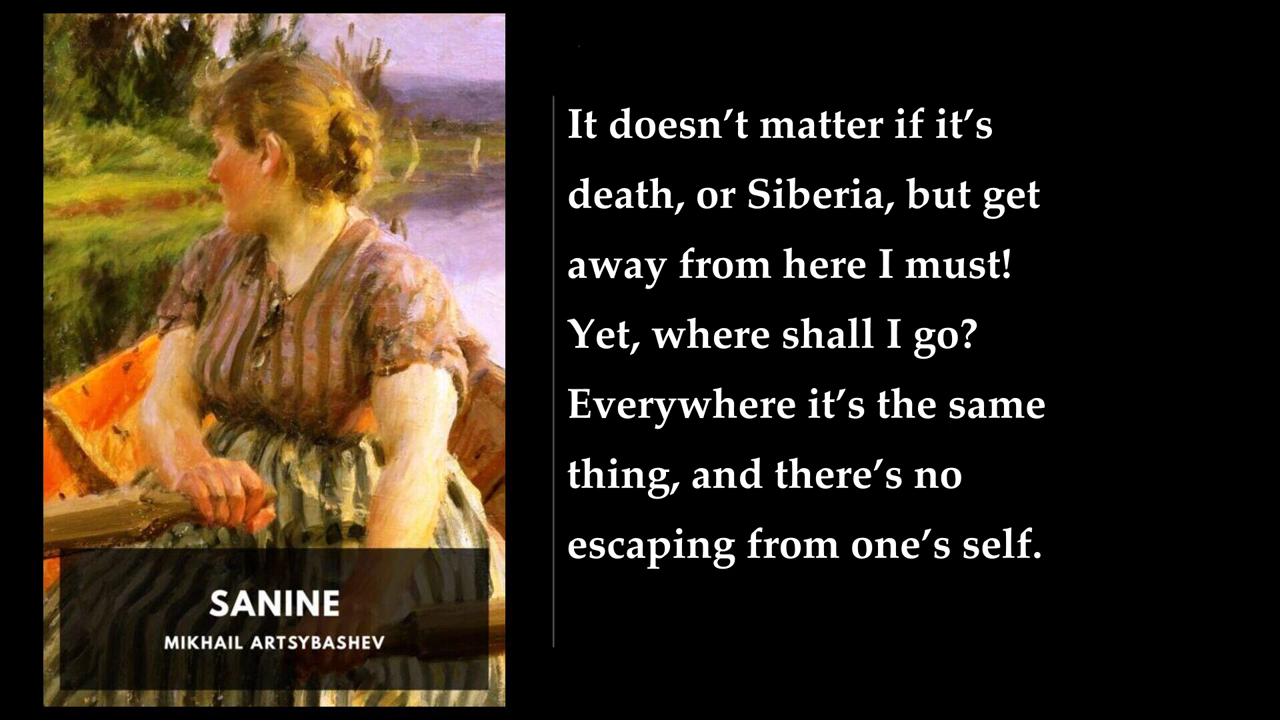 It doesn’t matter if it’s
death, or Siberia, but get
away from here I must!
Yet, where shall I go?
Everywhere it’s the same
thing, and there’s no
escaping from one’s self.
SANINE
MIKHAIL ARTSYBASHEV